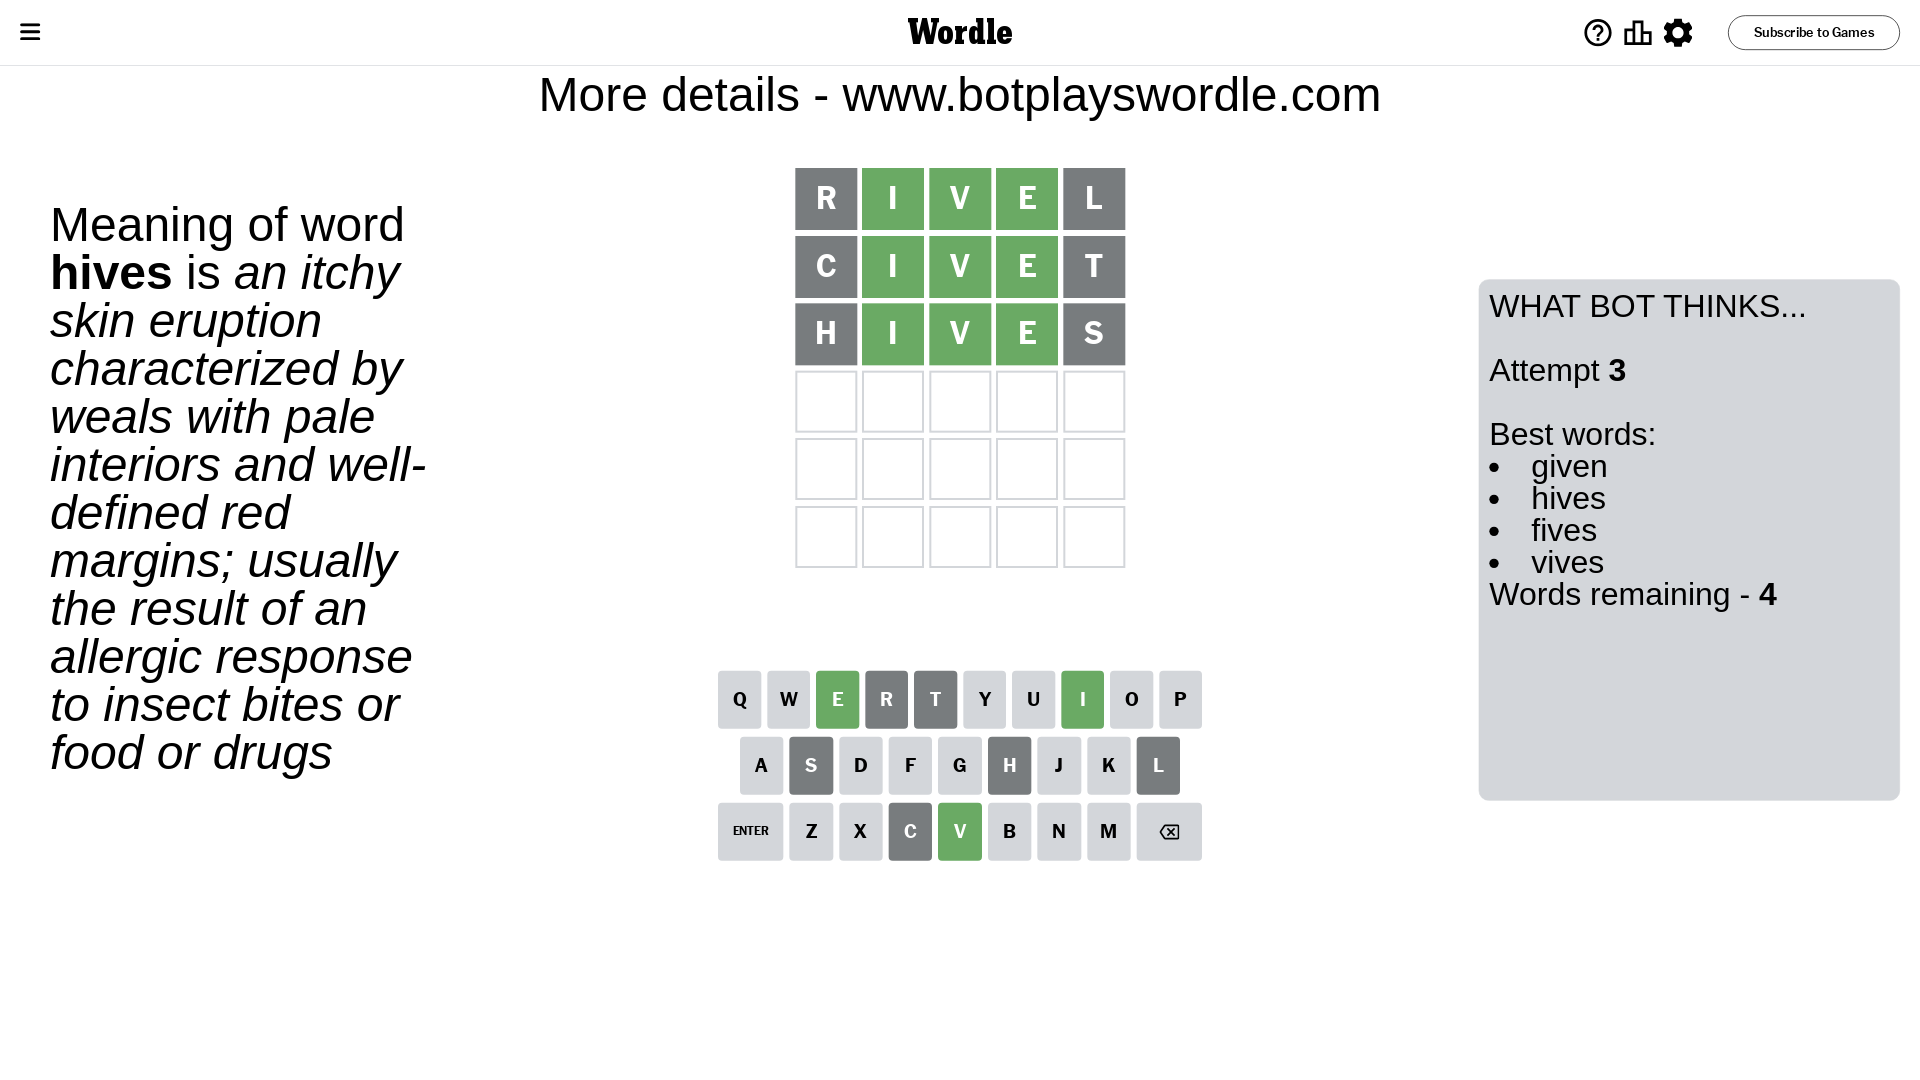 Wordle
Subscribe to Games
More details - www.botplayswordle.com
Meaning of word
hives is an itchy
skin eruption
characterized by
weals with pale
interiors and well-
defined red
margins; usually
the result of an
allergic response
to insect bites or
food or drugs
R I V E L
C I V E T
H I V E S
WHAT BOT THINKS...
Attempt 3
Best words:
• given
• hives
• fives
• vives
Words remaining - 4
Q W E R T Y U I O P
A S D F G H J K L
ENTER Z X C V B N M